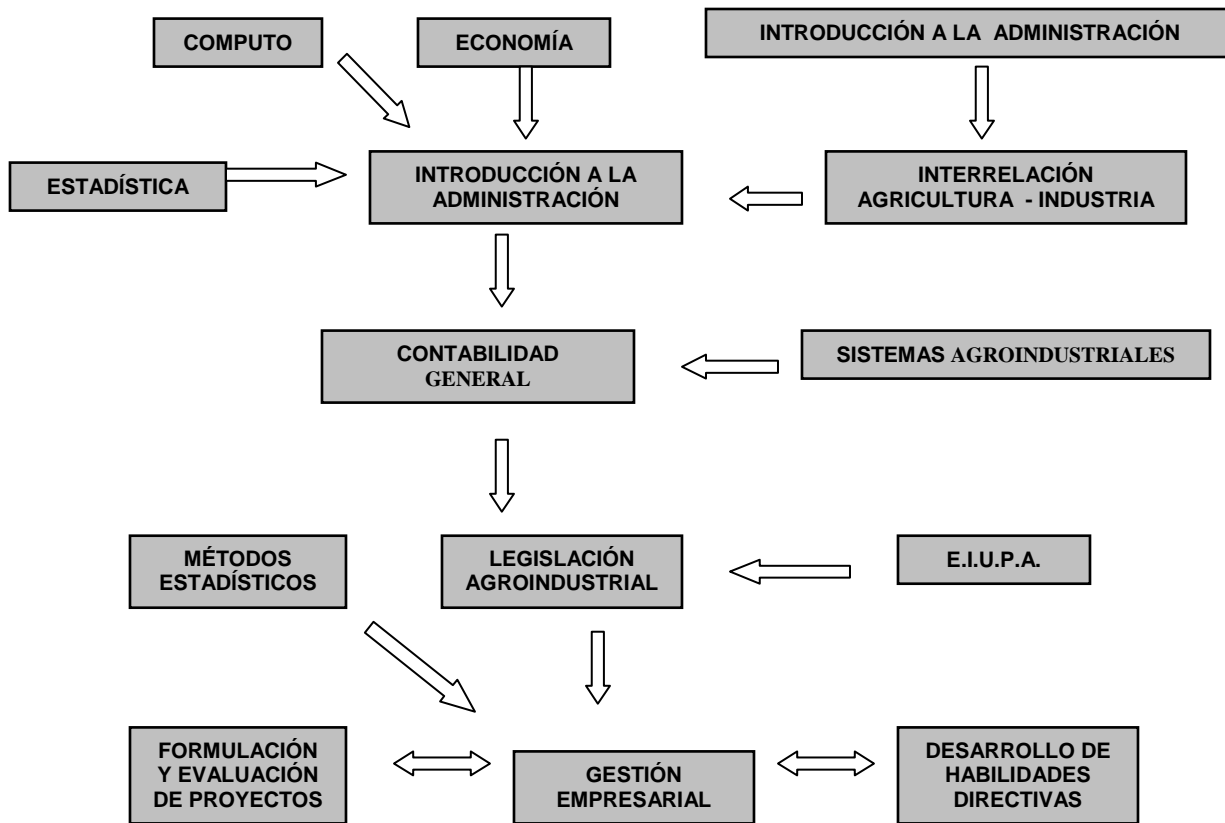 COMPUTO
ECONOMÍA
INTRODUCCIÓN A LA ADMINISTRACIÓN
ESTADÍSTICA
INTRODUCCIÓN A LA
ADMINISTRACIÓN
INTERRELACIÓN
AGRICULTURA - INDUSTRIA
CONTABILIDAD
GENERAL
SISTEMAS AGROINDUSTRIALES
MÉTODOS
ESTADÍSTICOS
LEGISLACIÓN
AGROINDUSTRIAL
E.I.U.P.A.
FORMULACIÓN
Y EVALUACIÓN
DE PROYECTOS
GESTIÓN
EMPRESARIAL
DESARROLLO DE
HABILIDADES
DIRECTIVAS